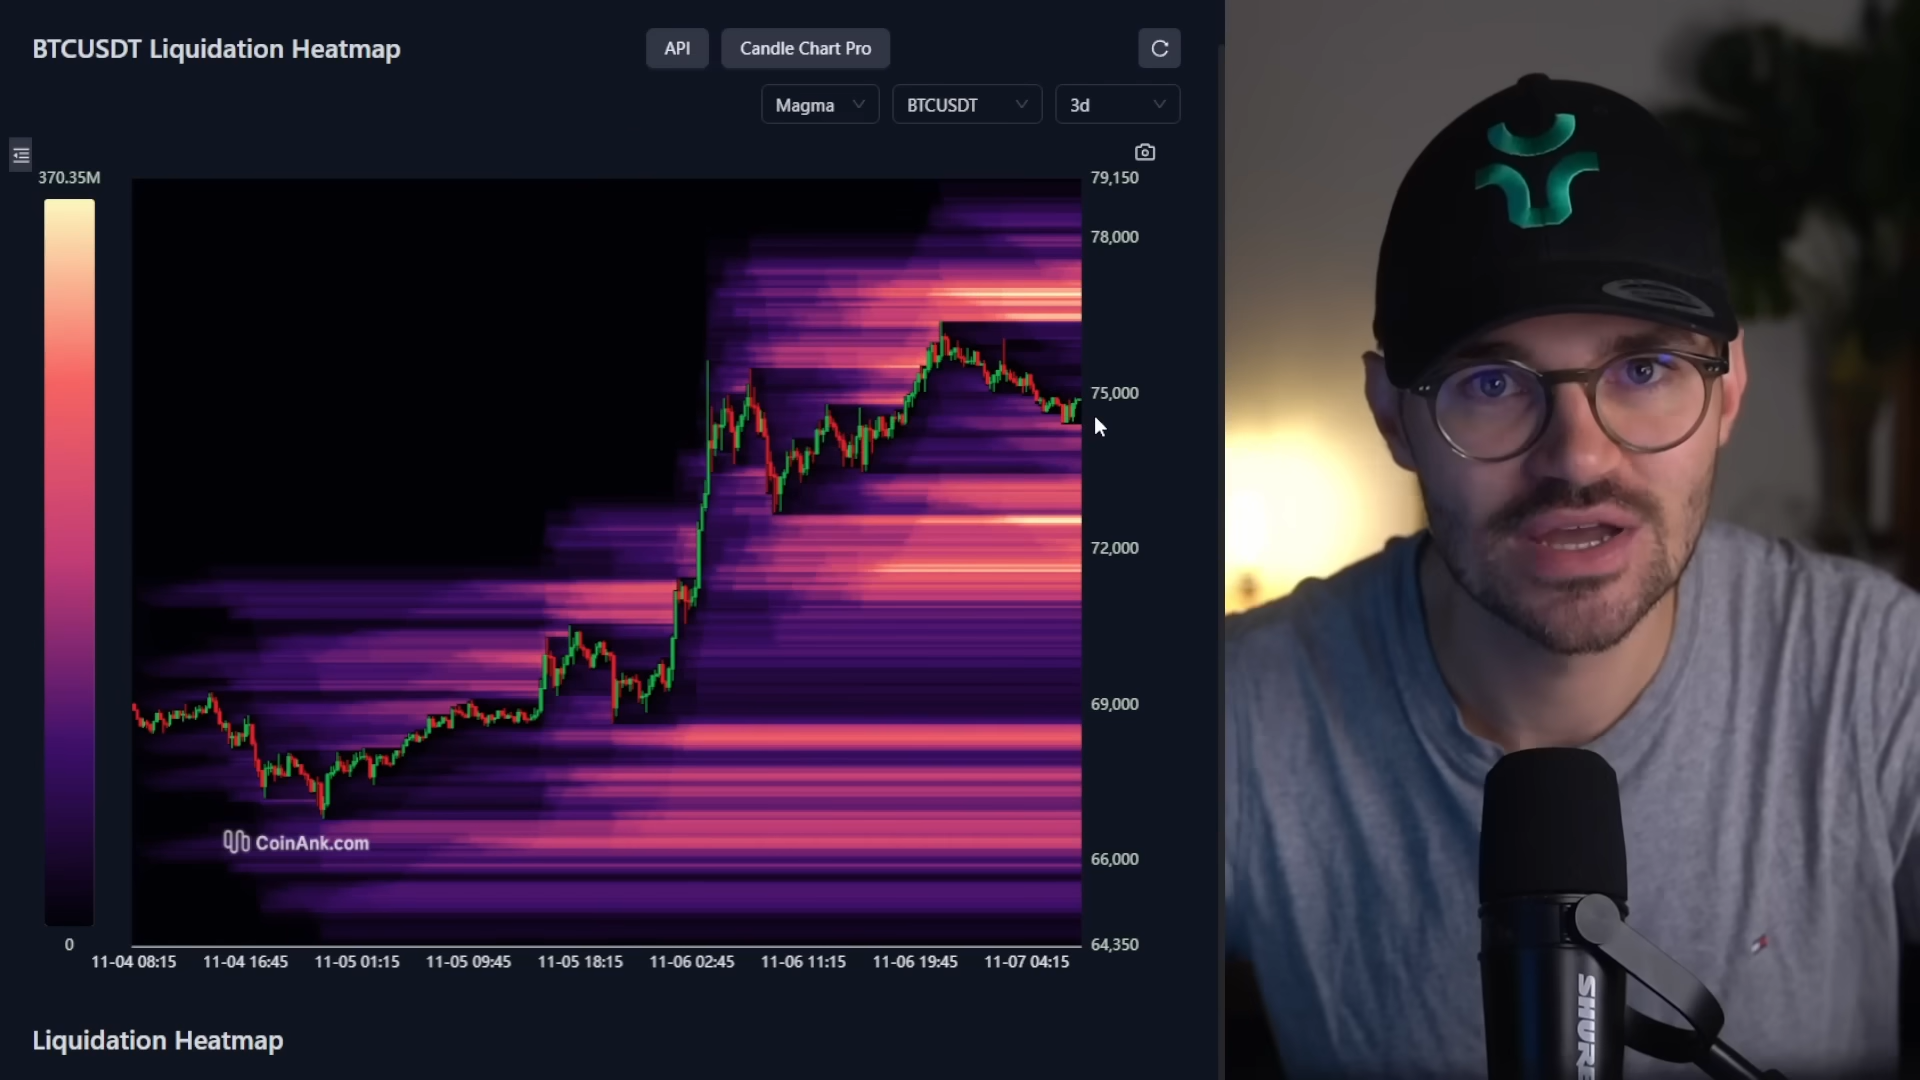 BTCUSDT Liquidation Heatmap
API
Candle Chart Pro
Magma
BTCUSDT
3d
370.35M
0
79,150
78,000
75,000
72,000
69,000
66,000
64,350
CoinAnk.com
11-04 08:15
11-04 16:45
11-05 01:15
11-05 09:45
11-05 18:15
11-06 02:45
11-06 11:15
11-06 19:45
11-07 04:15
Liquidation Heatmap
SHURE